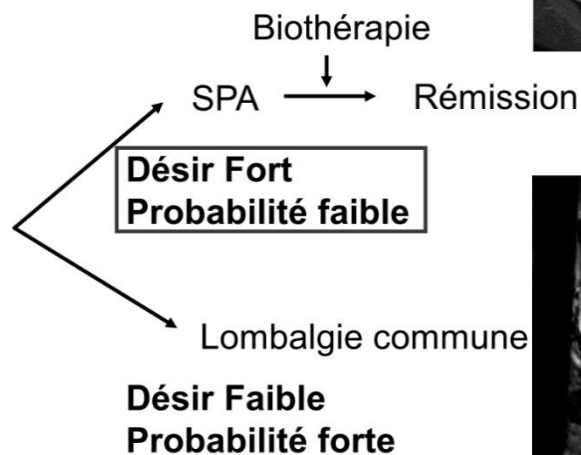 Biothérapie
SPA
Rémission
Désir Fort
Probabilité faible
Lombalgie commune
Désir Faible
Probabilité forte